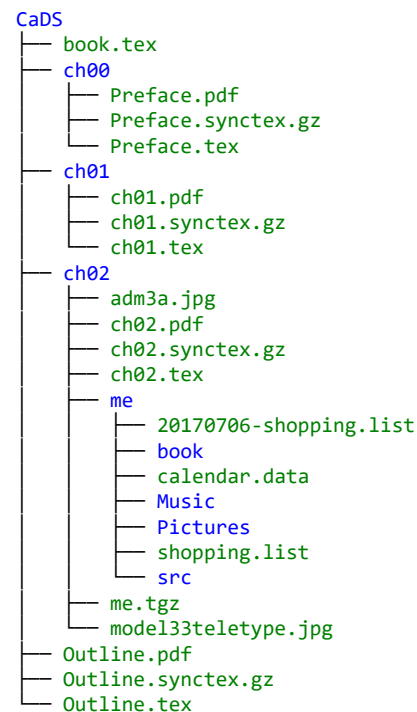 CaDS
├── book.tex
├── ch00
│   ├── Preface.pdf
│   ├── Preface.synctex.gz
│   └── Preface.tex
├── ch01
│   ├── ch01.pdf
│   ├── ch01.synctex.gz
│   └── ch01.tex
├── ch02
│   ├── adm3a.jpg
│   ├── ch02.pdf
│   ├── ch02.synctex.gz
│   ├── ch02.tex
│   ├── me
│   │   ├── 20170706-shopping.list
│   │   ├── book
│   │   ├── calendar.data
│   │   ├── Music
│   │   ├── Pictures
│   │   ├── shopping.list
│   │   └── src
│   ├── me.tgz
│   └── model33teletype.jpg
├── Outline.pdf
├── Outline.synctex.gz
└── Outline.tex